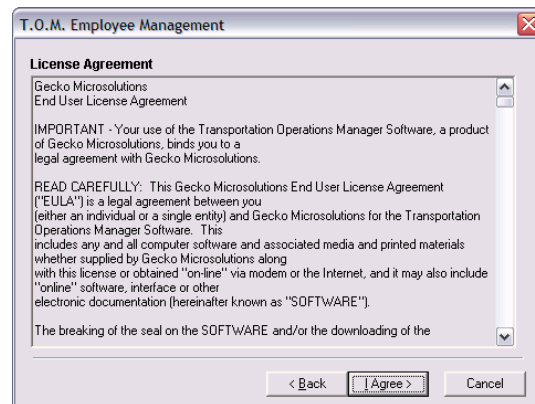 T.O.M. Employee Management
License Agreement
Gecko Microsolutions
End User License Agreement
IMPORTANT - Your use of the Transportation Operations Manager Software, a product
of Gecko Microsolutions, binds you to a
legal agreement with Gecko Microsolutions.
READ CAREFULLY: This Gecko Microsolutions End User License Agreement
("EULA") is a legal agreement between you
(either an individual or a single entity) and Gecko Microsolutions for the Transportation
Operations Manager Software. This
includes any and all computer software and associated media and printed materials
whether supplied by Gecko Microsolutions along
with this license or obtained "on-line" via modem or the Internet, and it may also include
"online" software, interface or other
electronic documentation (hereinafter known as "SOFTWARE").
The breaking of the seal on the SOFTWARE and/or the downloading of the
< Back
I Agree >
Cancel